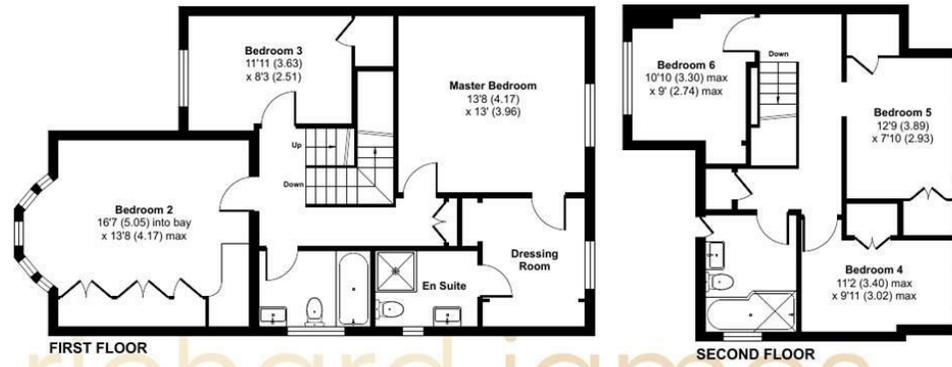 Bedroom 3
11'11 (3.63)
x 8'3 (2.51)
Master Bedroom
13'8 (4.17)
x 13' (3.96)
Up
Down
Bedroom 2
16'7 (5.05) into bay
x 13'8 (4.17) max
Dressing
Room
En Suite
FIRST FLOOR
Bedroom 6
10'10 (3.30) max
x 9' (2.74) max
Down
Bedroom 5
12'9 (3.89)
x 7'10 (2.93)
Bedroom 4
11'2 (3.40) max
x 9'11 (3.02) max
SECOND FLOOR
richard james